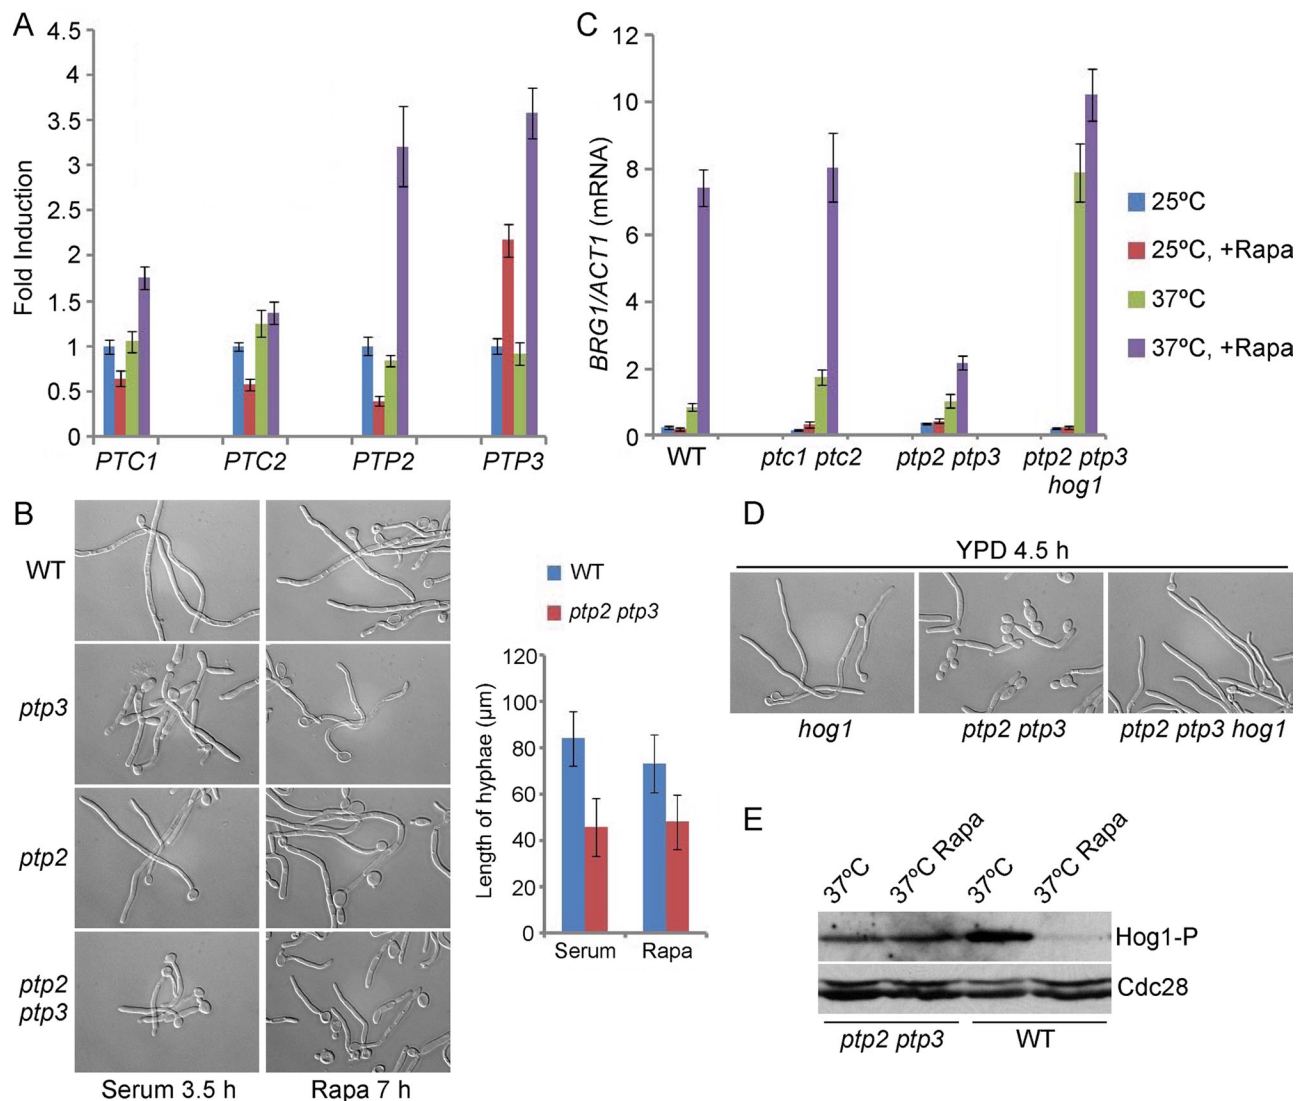 A
4.5
4
3.5
3
2.5
2
1.5
1
0.5
0
Fold Induction
PTC1 PTC2 PTP2 PTP3
C
12
10
8
6
4
2
0
BRG1/ACT1 (mRNA)
WT ptc1 ptc2 ptp2 ptp3 ptp2 ptp3
hog1
25ºC
25ºC, +Rapa
37ºC
37ºC, +Rapa
B
WT
ptp3
ptp2
ptp2
ptp3
Serum 3.5 h Rapa 7 h
WT
ptp2 ptp3
120
100
80
60
40
20
0
Length of hyphae (µm)
Serum Rapa
D
YPD 4.5 h
hog1 ptp2 ptp3 ptp2 ptp3 hog1
E
37ºC 37ºC Rapa 37ºC 37ºC Rapa
Hog1-P
Cdc28
ptp2 ptp3 WT